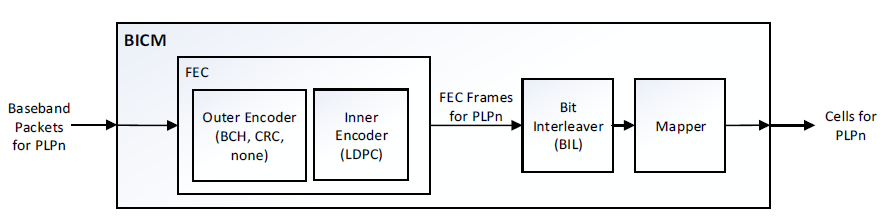 BICM
FEC
Baseband
Packets
for PLPn
Outer Encoder
(BCH, CRC,
none)
Inner
Encoder
(LDPC)
FEC Frames
for PLPn
Bit
Interleaver
(BIL)
Mapper
Cells for
PLPn